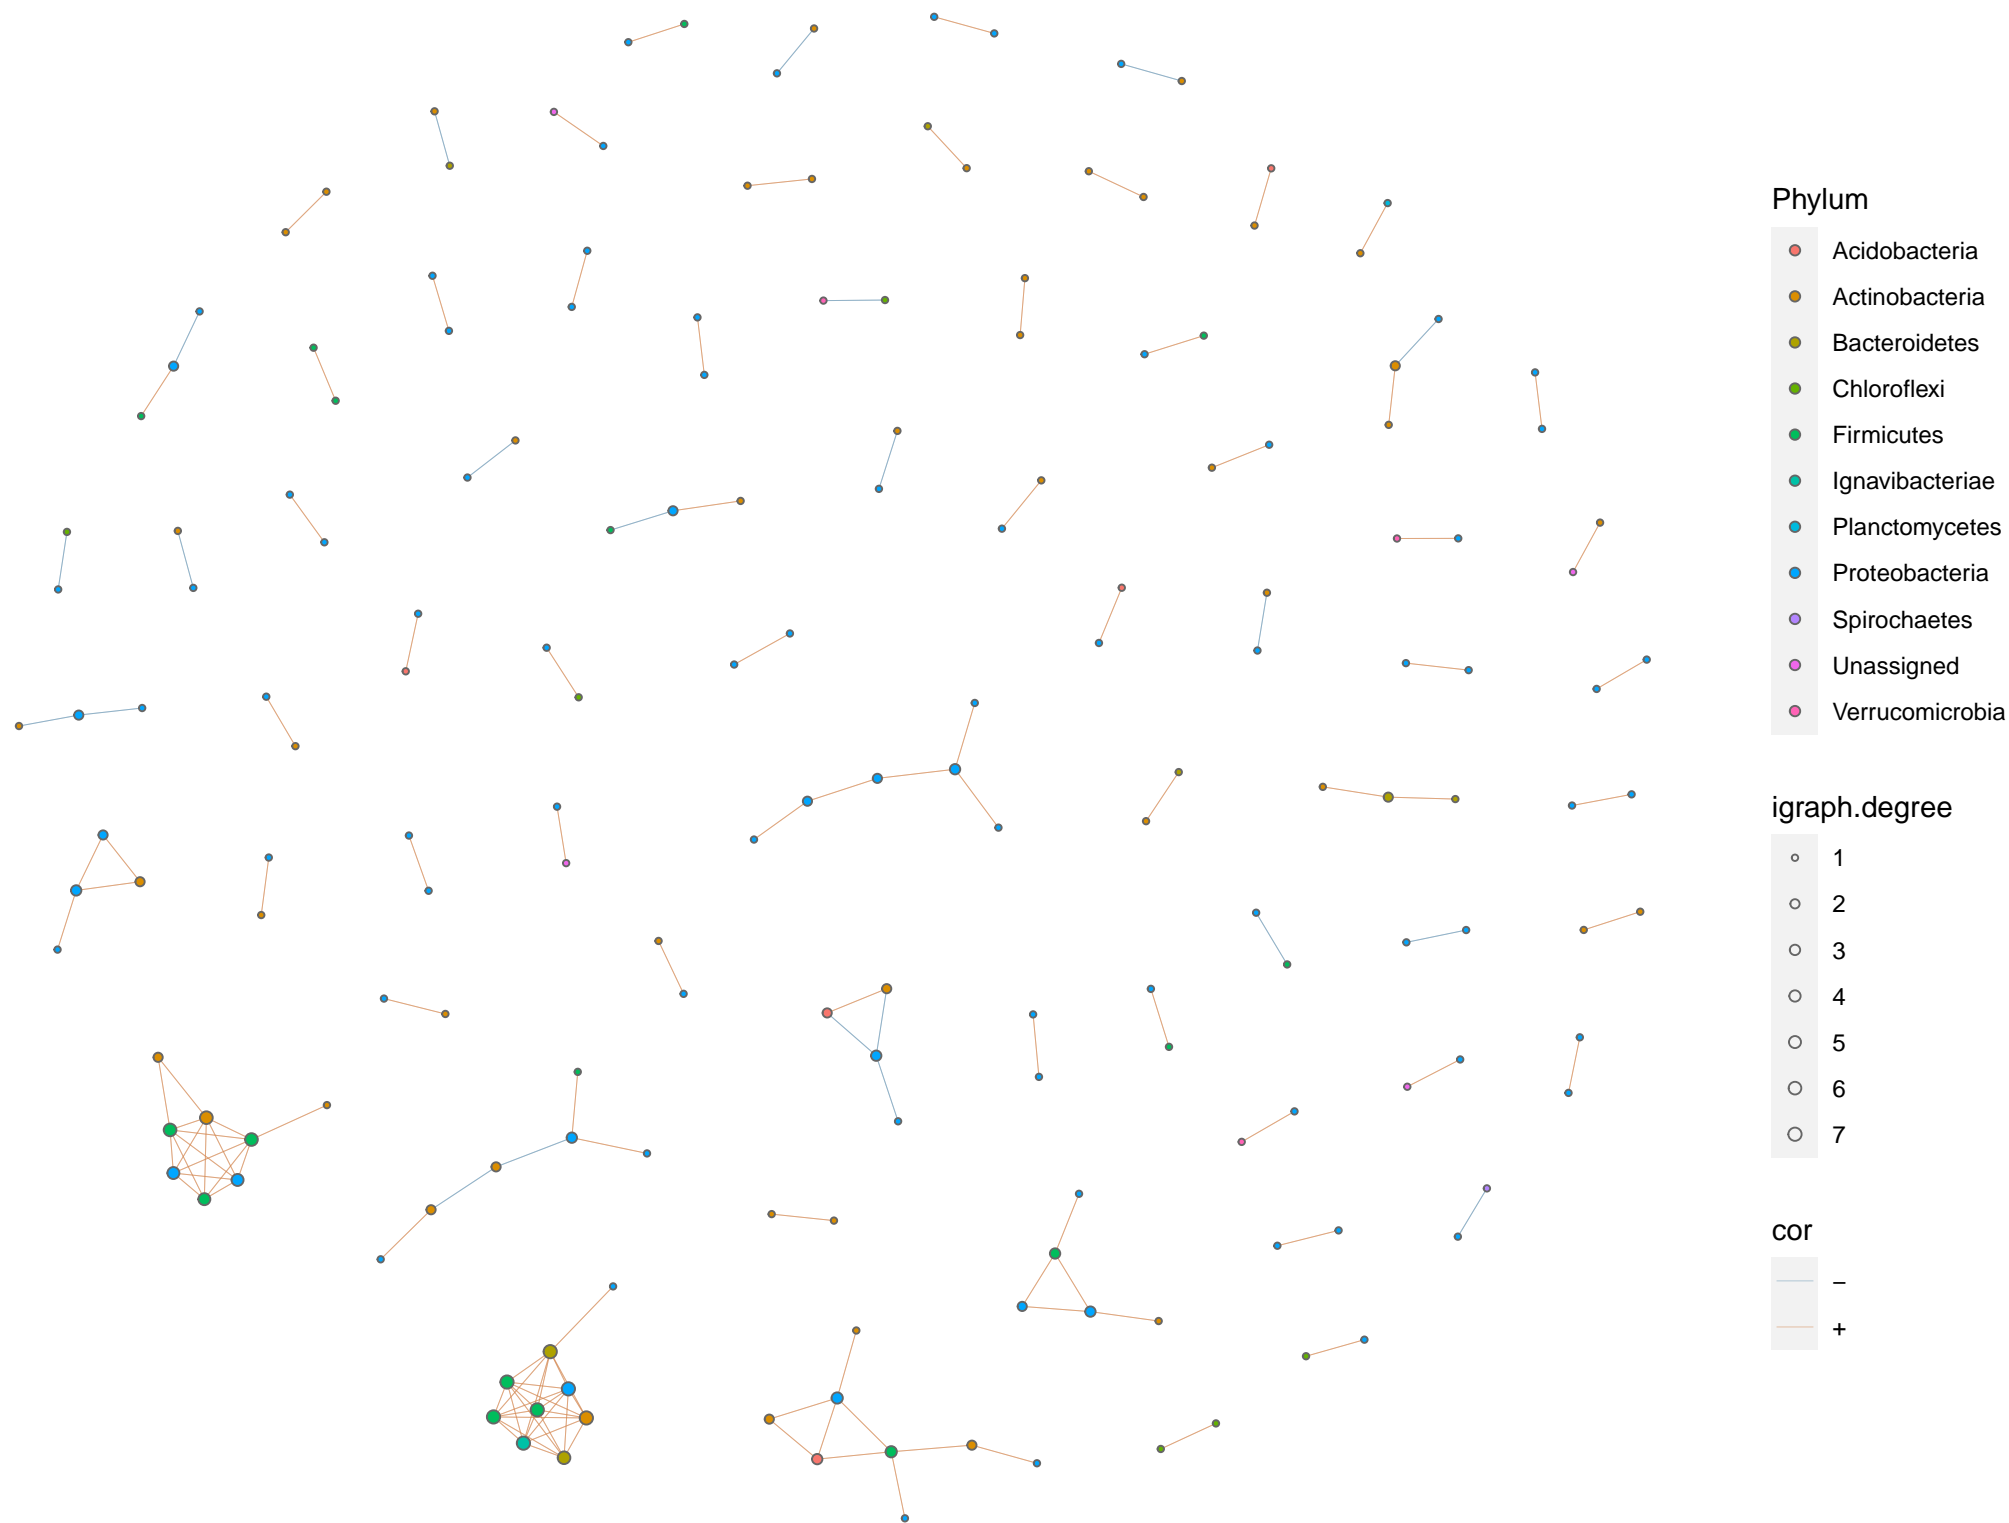 Phylum
Acidobacteria
Actinobacteria
Bacteroidetes
Chloroflexi
Firmicutes
Ignavibacteriae
Planctomycetes
Proteobacteria
Spirochaetes
Unassigned
Verrucomicrobia
igraph.degree
1
2
3
4
5
6
7
cor
−
+